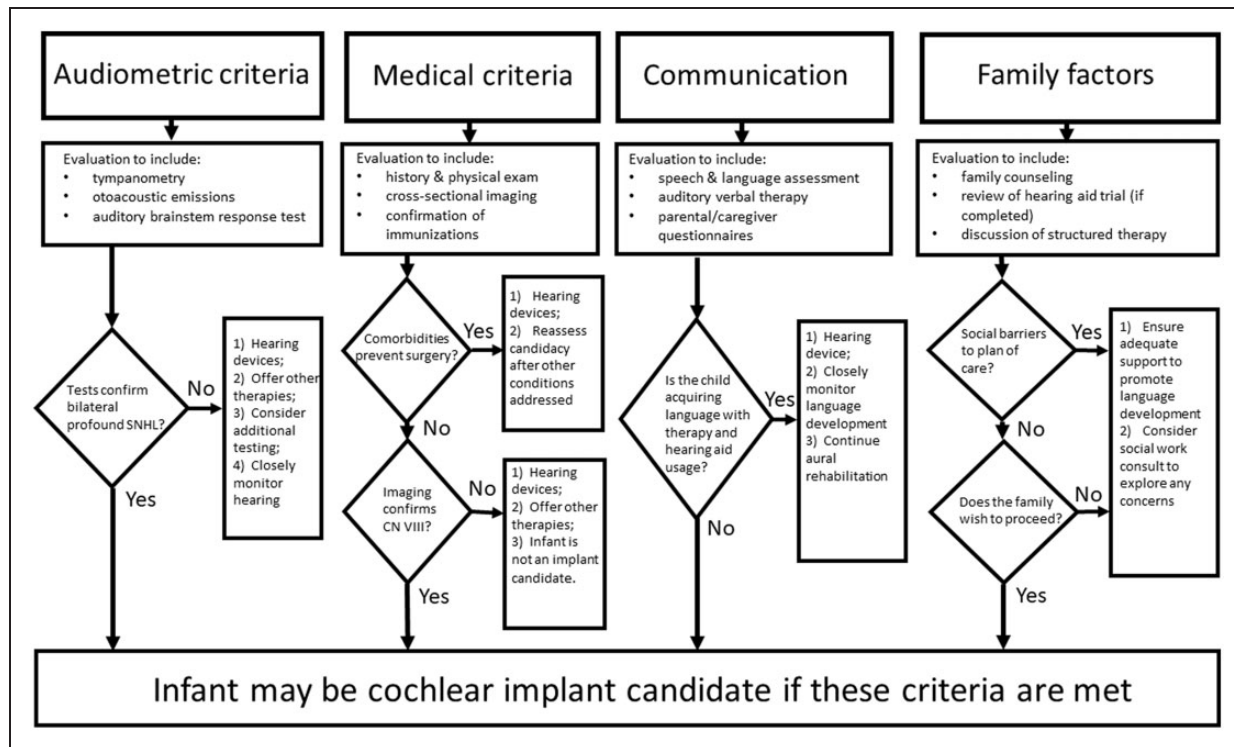 Audiometric criteria
Evaluation to include:
• tympanometry
• otoacoustic emissions
• auditory brainstem response test
Tests confirm
bilateral
profound SNHL?
No
1) Hearing
devices;
2) Offer other
therapies;
3) Consider
additional
testing;
4) Closely
monitor
hearing
Yes
Medical criteria
Evaluation to include:
• history & physical exam
• cross-sectional imaging
• confirmation of
immunizations
Comorbidities
prevent surgery?
Yes
1) Hearing
devices;
2) Reassess
candidacy
after other
conditions
addressed
No
Imaging
confirms
CN VIII?
No
1) Hearing
devices;
2) Offer other
therapies;
3) Infant is
not an implant
candidate.
Yes
Communication
Evaluation to include:
• speech & language assessment
• auditory verbal therapy
• parental/caregiver
questionnaires
Is the child
acquiring
language with
therapy and
hearing aid
usage?
Yes
1) Hearing
device;
2) Closely
monitor
language
development
3) Continue
aural
rehabilitation
No
Family factors
Evaluation to include:
• family counseling
• review of hearing aid trial (if
completed)
• discussion of structured therapy
Social barriers
to plan of
care?
Yes
1) Ensure
adequate
support to
promote
language
development
2) Consider
social work
consult to
explore any
concerns
No
Does the family
wish to proceed?
No
Yes
Infant may be cochlear implant candidate if these criteria are met